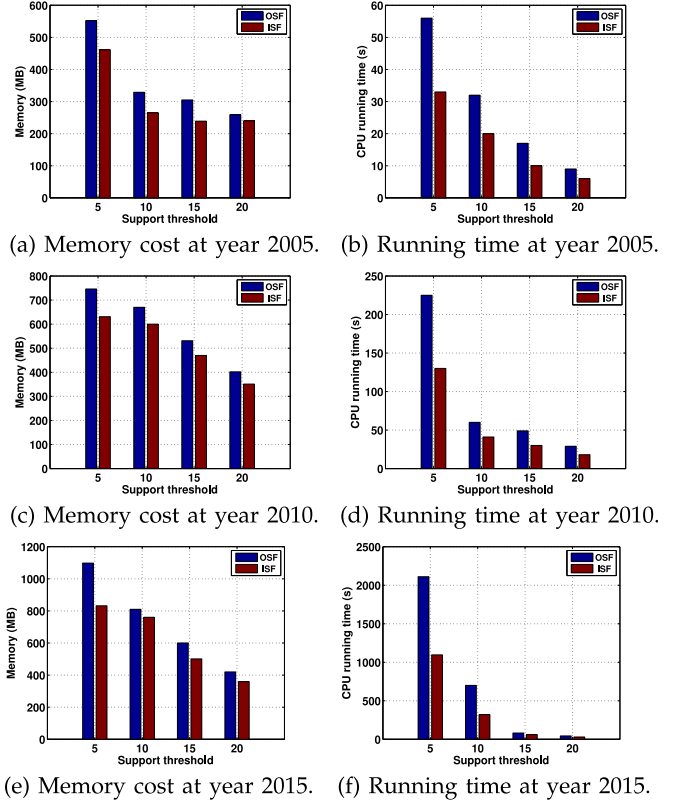 600
500
400
300
200
100
0
Memory (MB)
5 10 15 20
Support threshold
OSF
ISF
(a) Memory cost at year 2005.
60
50
40
30
20
10
0
CPU running time (s)
5 10 15 20
Support threshold
OSF
ISF
(b) Running time at year 2005.
800
700
600
500
400
300
200
100
0
Memory (MB)
5 10 15 20
Support threshold
OSF
ISF
(c) Memory cost at year 2010.
250
200
150
100
50
0
CPU running time (s)
5 10 15 20
Support threshold
OSF
ISF
(d) Running time at year 2010.
1200
1000
800
600
400
200
0
Memory (MB)
5 10 15 20
Support threshold
OSF
ISF
(e) Memory cost at year 2015.
2500
2000
1500
1000
500
0
CPU running time (s)
5 10 15 20
Support threshold
OSF
ISF
(f) Running time at year 2015.